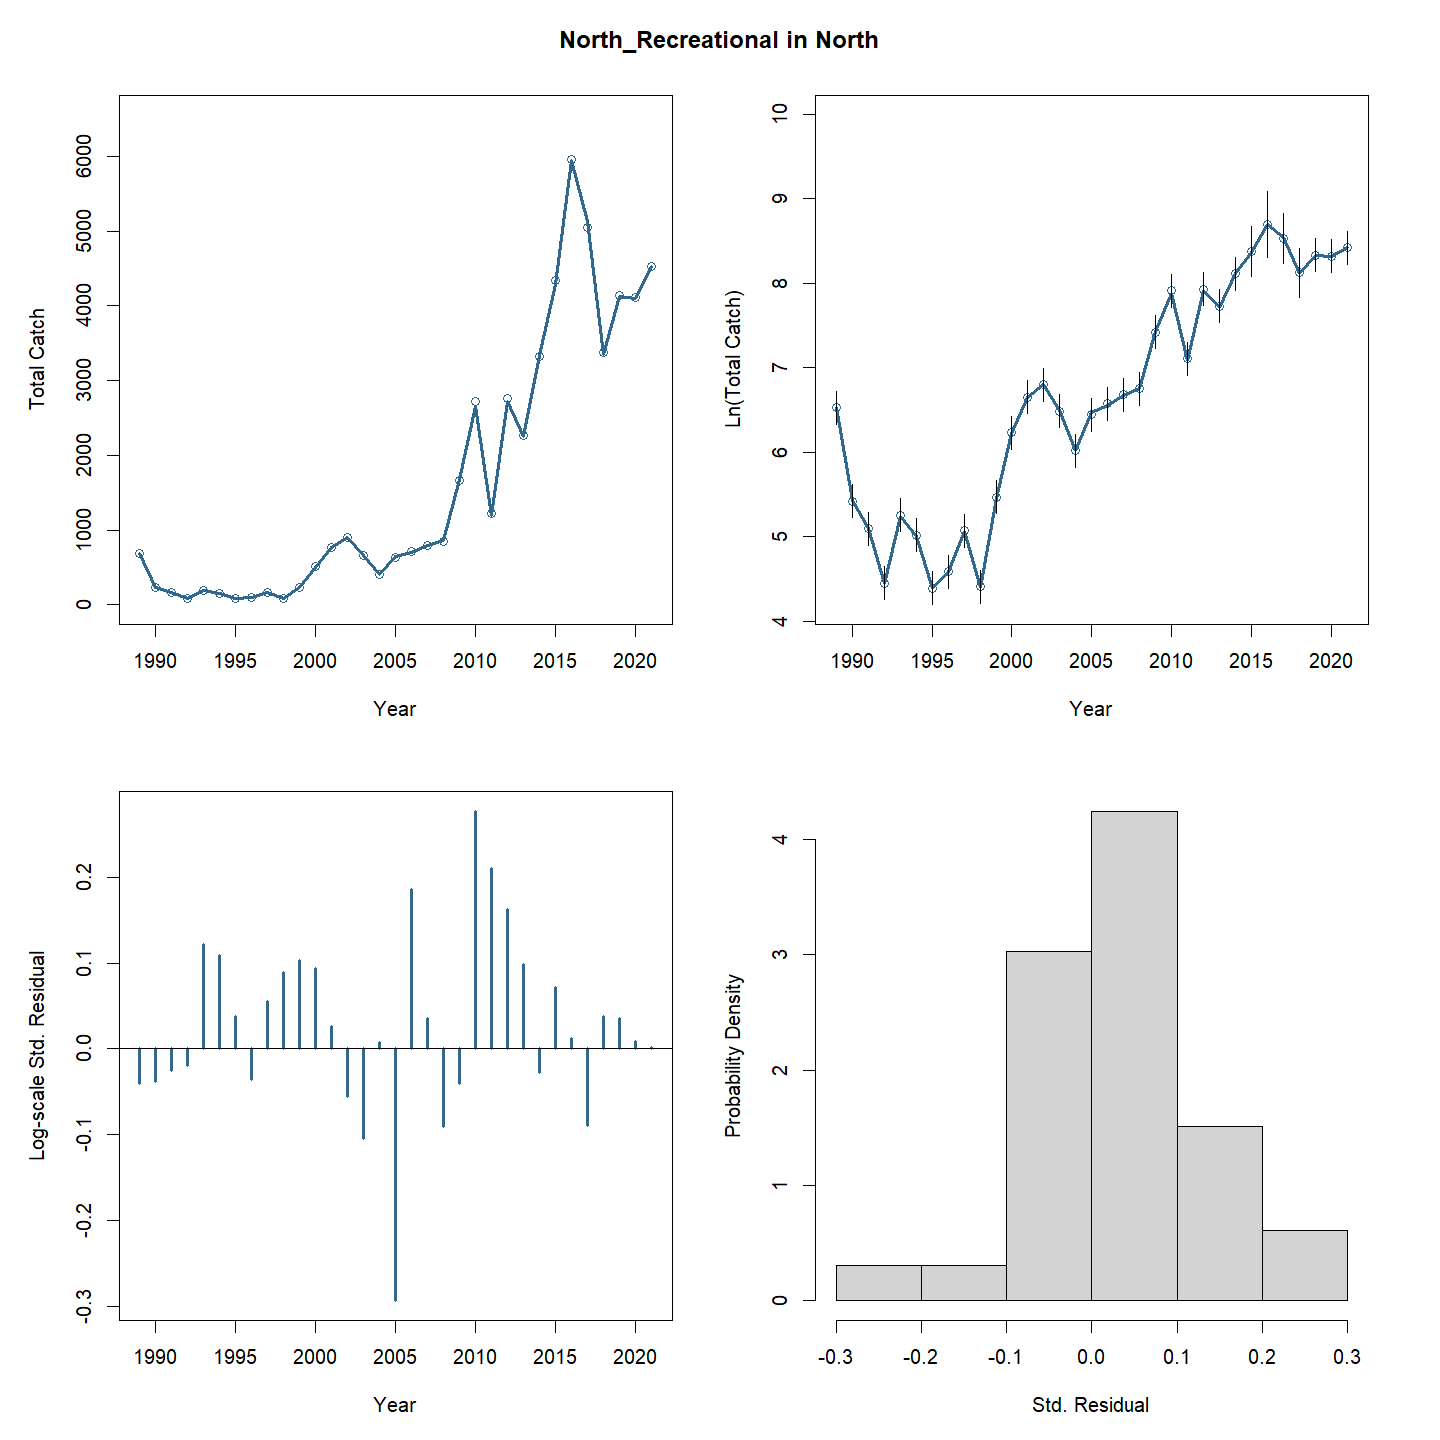 North_Recreational in North
Total Catch
0 1000 2000 3000 4000 5000 6000
1990 1995 2000 2005 2010 2015 2020
Year
Ln(Total Catch)
4 5 6 7 8 9 10
1990 1995 2000 2005 2010 2015 2020
Year
Log-scale Std. Residual
-0.3 -0.2 -0.1 0.0 0.1 0.2
1990 1995 2000 2005 2010 2015 2020
Year
Probability Density
0 1 2 3 4
-0.3 -0.2 -0.1 0.0 0.1 0.2 0.3
Std. Residual